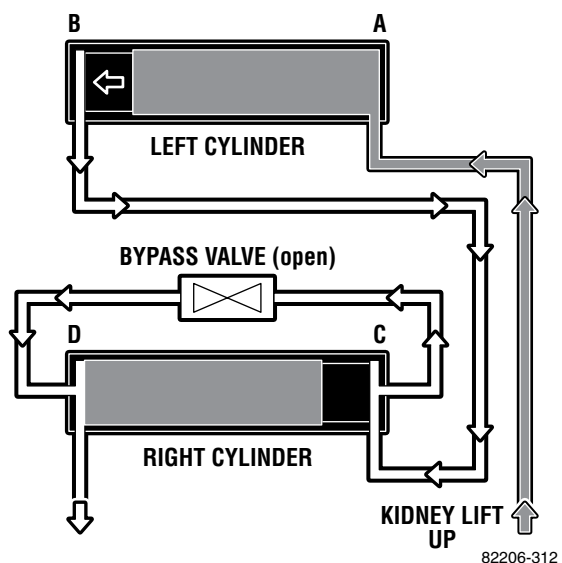 B
A
LEFT CYLINDER
BYPASS VALVE (open)
D
C
RIGHT CYLINDER
KIDNEY LIFT
UP
82206-312